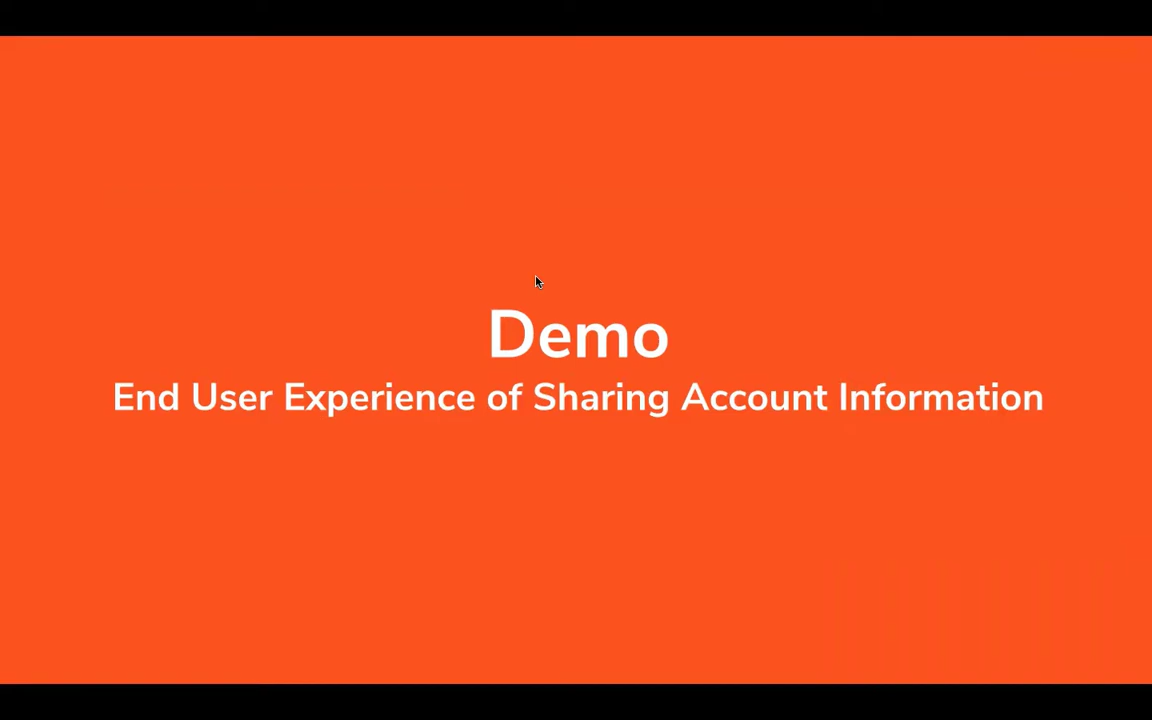 Demo
End User Experience of Sharing Account Information